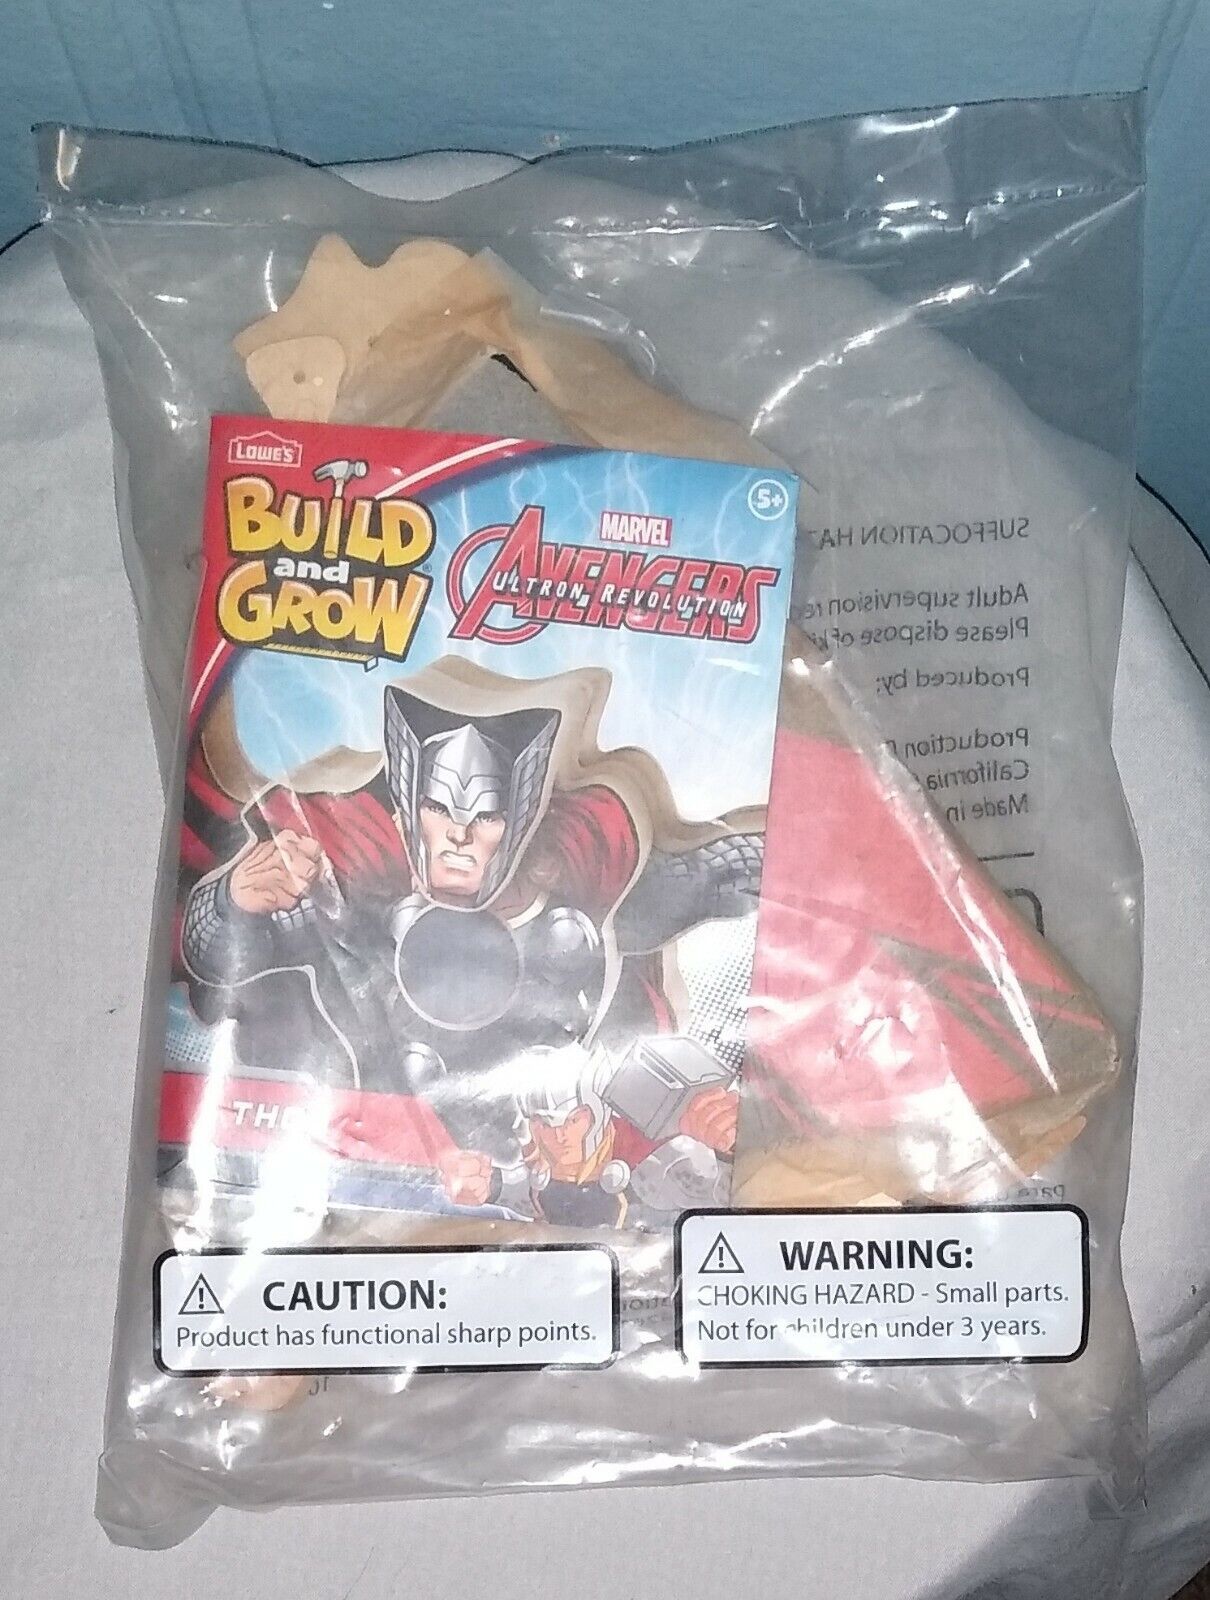 LOWE'S
BUILD
and
GROW
®
5+
MARVEL
AVENGERS
ULTRON REVOLUTION
SUFFOCATION HAZ
Adult supervision
Please dispose of
Produced by:
Production
California
Made in
Para
CAUTION:
Product has functional sharp points.
WARNING:
CHOKING HAZARD - Small parts.
Not for children under 3 years.